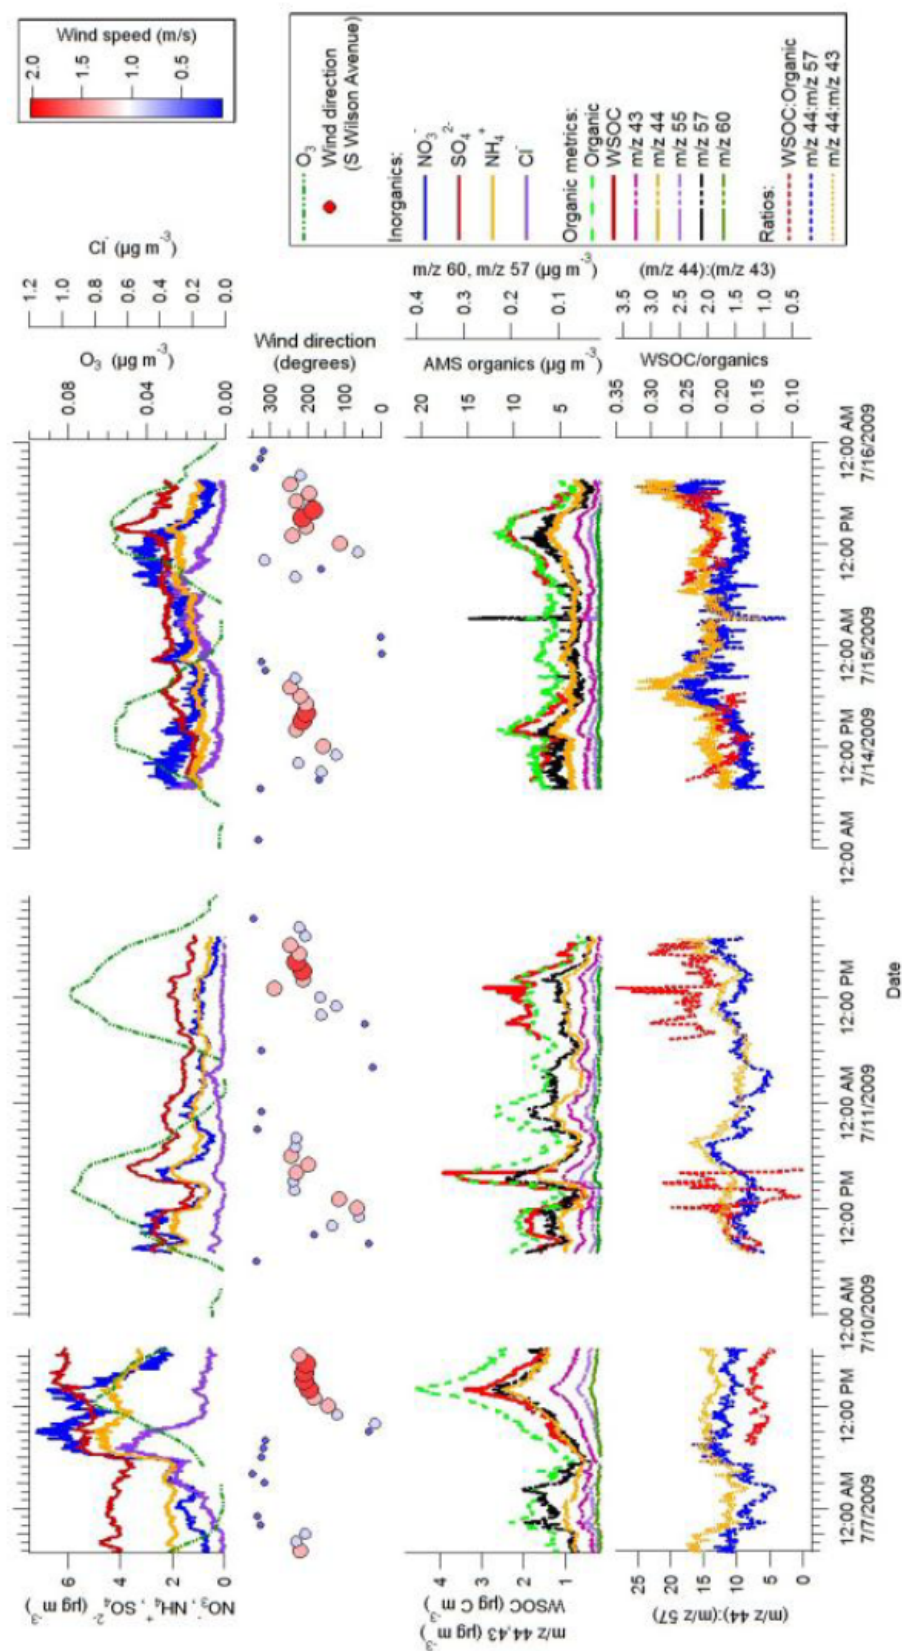 Wind speed (m/s)
2.0
1.5
1.0
0.5
O₃
Wind direction
(S Wilson Avenue)
Inorganics:
NO₃⁻
SO₄²⁻
NH₄⁺
Cl⁻
Organic metrics:
Organic
WSOC
m/z 43
m/z 44
m/z 55
m/z 57
m/z 60
Ratios:
WSOC:Organic
m/z 44:m/z 57
m/z 44:m/z 43
Cl⁻ (µg m⁻³)
1.2
1.0
0.8
0.6
0.4
0.2
0.0
O₃ (µg m⁻³)
0.08
0.04
0.00
Wind direction
(degrees)
300
200
100
0
m/z 60, m/z 57 (µg m⁻³)
0.4
0.3
0.2
0.1
AMS organics (µg m⁻³)
20
15
10
5
(m/z 44):(m/z 43)
3.5
3.0
2.5
2.0
1.5
1.0
0.5
WSOC/organics
0.35
0.30
0.25
0.20
0.15
0.10
NO₃⁻, NH₄⁺, SO₄²⁻ (µg m⁻³)
6
4
2
0
m/z 44,43 (µg m⁻³)
WSOC (µg C m⁻³)
4
3
2
1
(m/z 44):(m/z 57)
25
20
15
10
5
0
12:00 AM
7/7/2009
12:00 PM
12:00 AM
7/10/2009
12:00 PM
12:00 AM
7/11/2009
12:00 PM
12:00 AM
12:00 PM
7/14/2009
12:00 AM
7/15/2009
12:00 PM
12:00 AM
7/16/2009
Date